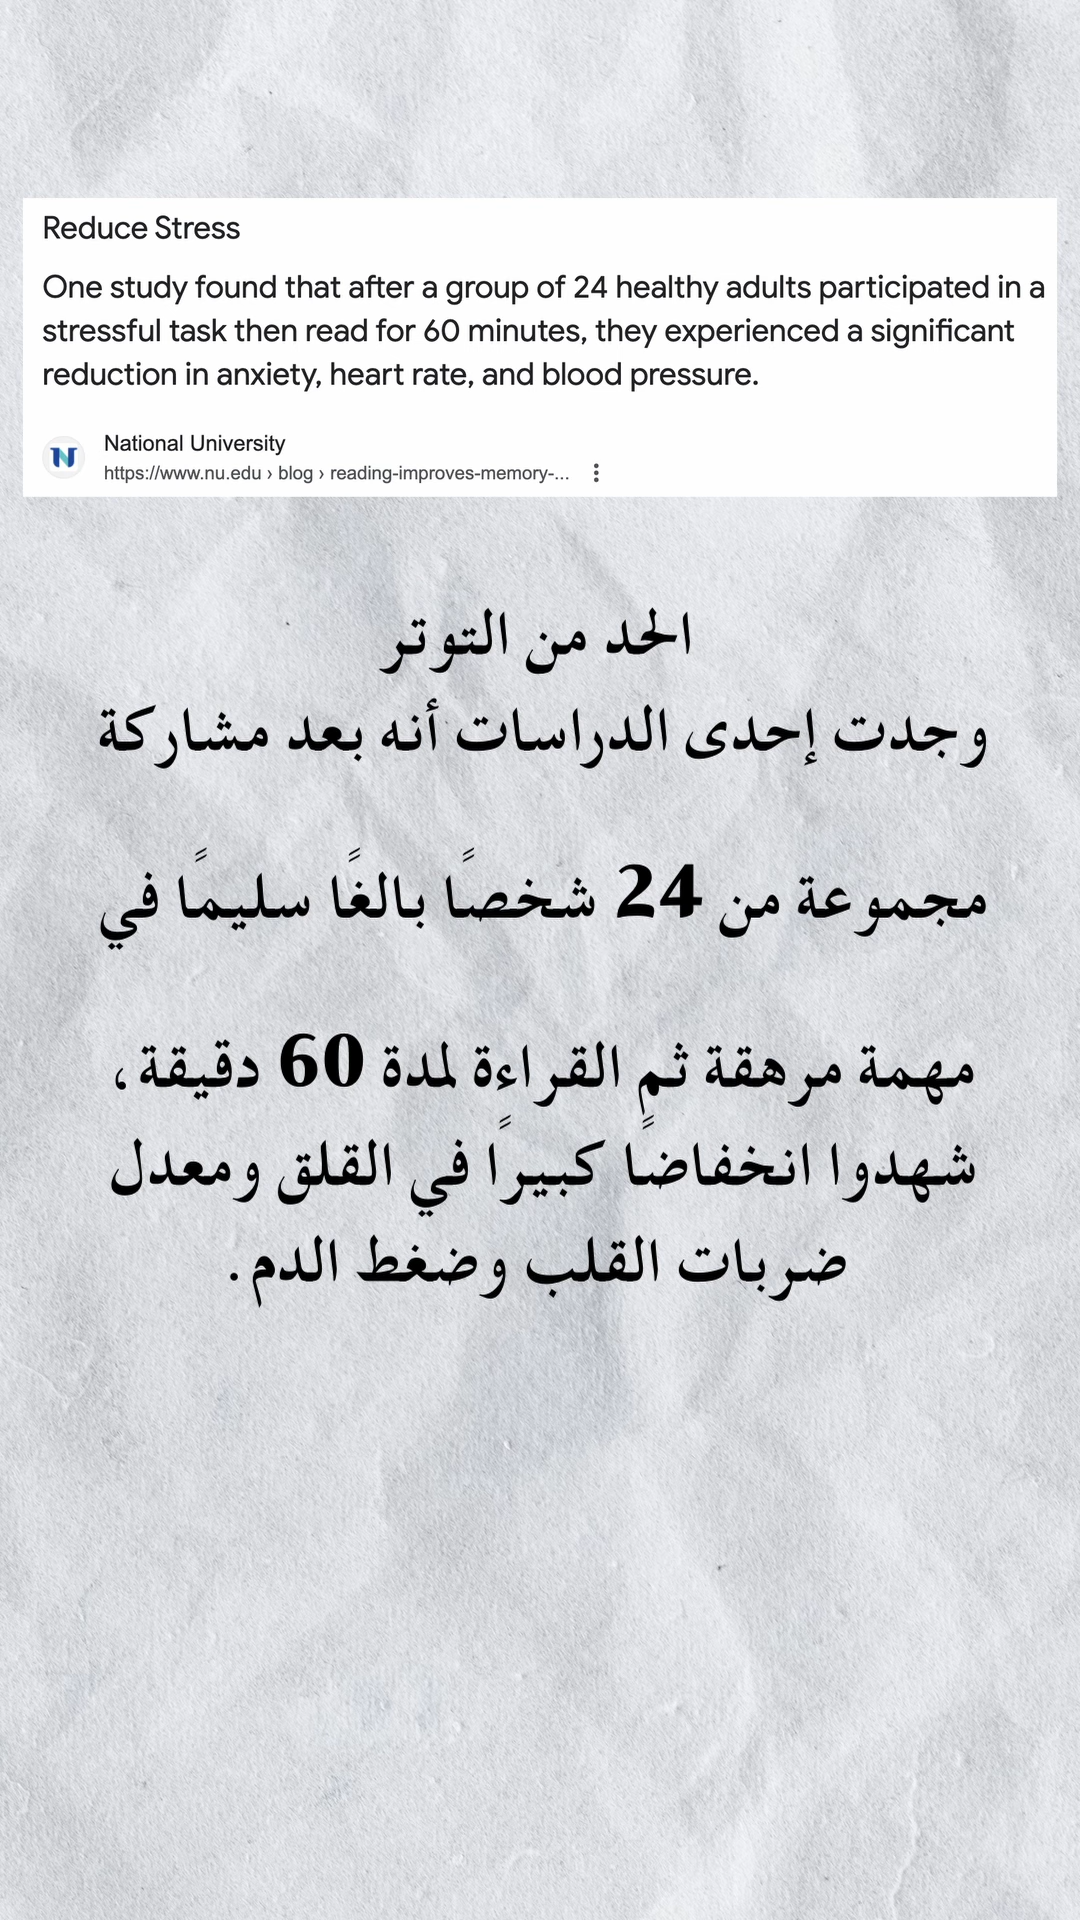 Reduce Stress
One study found that after a group of 24 healthy adults participated in a
stressful task then read for 60 minutes, they experienced a significant
reduction in anxiety, heart rate, and blood pressure.
N
National University
https://www.nu.edu › blog › reading-improves-memory-...
الحد من التوتر
وجدت إحدى الدراسات أنه بعد مشاركة
مجموعة من 24 شخصًا بالغًا سليمًا في
مهمة مرهقة ثم القراءة لمدة 60 دقيقة،
شهدوا انخفاضًا كبيرًا في القلق ومعدل
ضربات القلب وضغط الدم.